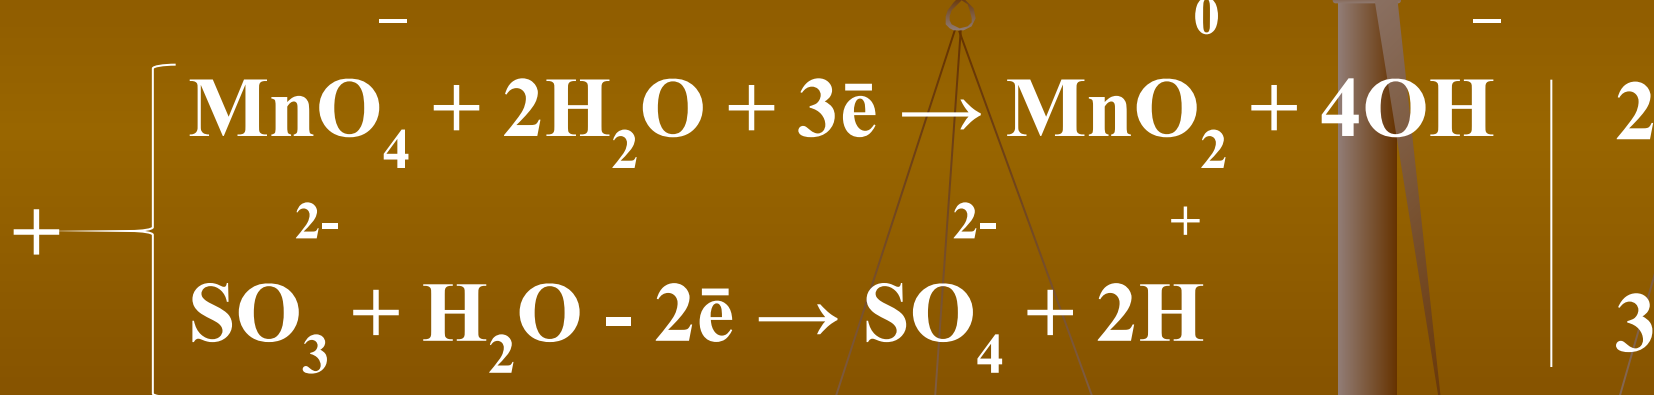 – 0 –
MnO4 + 2H2O + 3ē → MnO2 + 4OH 2
+ 2- 2- +
SO3 + H2O - 2ē → SO4 + 2H 3